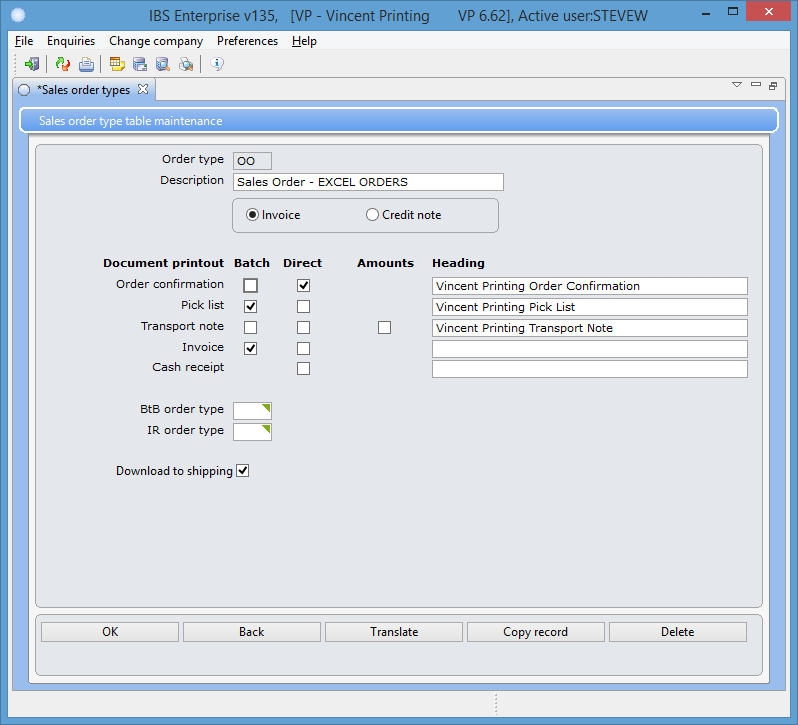 IBS Enterprise v135, [VP - Vincent Printing VP 6.62], Active user:STEVEW
File Enquiries Change company Preferences Help
*Sales order types
Sales order type table maintenance
Order type OO
Description Sales Order - EXCEL ORDERS
Invoice Credit note
Document printout Batch Direct Amounts Heading
Order confirmation Vincent Printing Order Confirmation
Pick list Vincent Printing Pick List
Transport note Vincent Printing Transport Note
Invoice
Cash receipt
BtB order type
IR order type
Download to shipping
OK Back Translate Copy record Delete